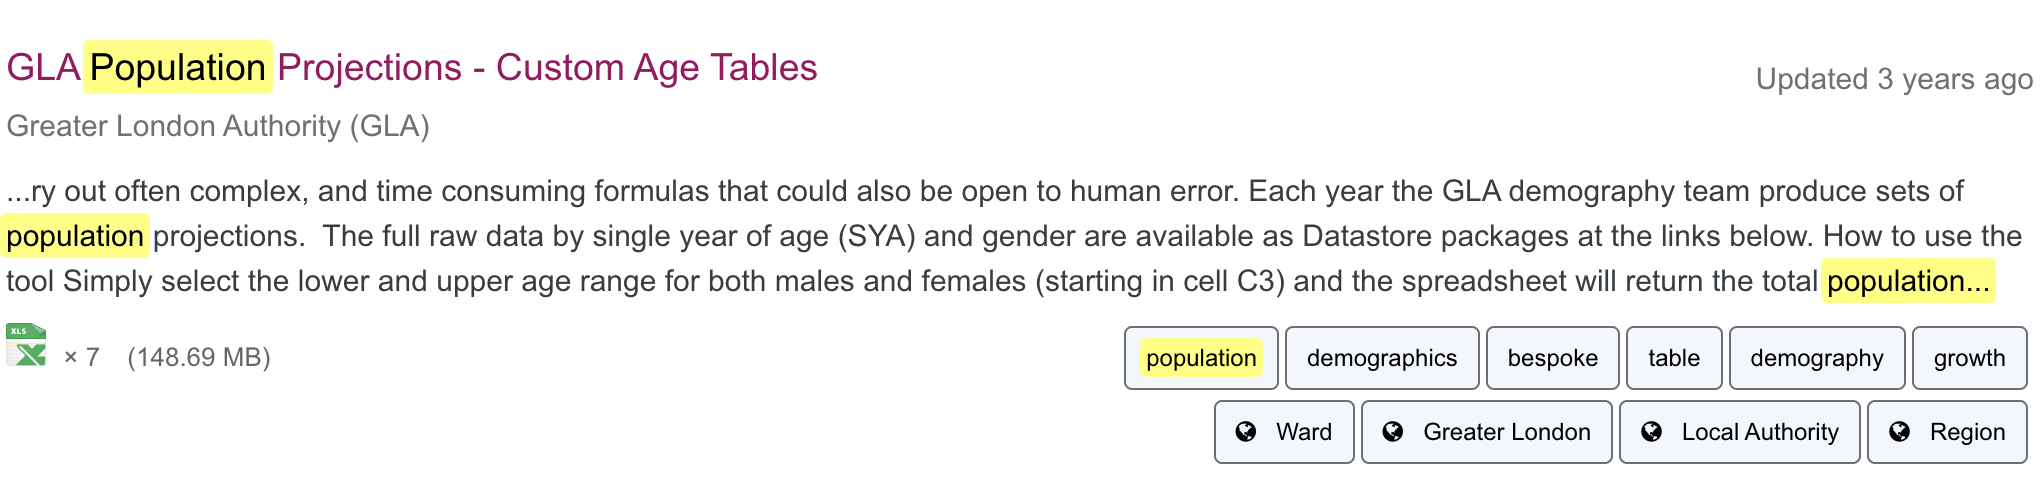 GLA Population Projections - Custom Age Tables
Updated 3 years ago
Greater London Authority (GLA)
...ry out often complex, and time consuming formulas that could also be open to human error. Each year the GLA demography team produce sets of
population projections.  The full raw data by single year of age (SYA) and gender are available as Datastore packages at the links below. How to use the
tool Simply select the lower and upper age range for both males and females (starting in cell C3) and the spreadsheet will return the total population...
XLS × 7 (148.69 MB)
population demographics bespoke table demography growth
Ward Greater London Local Authority Region